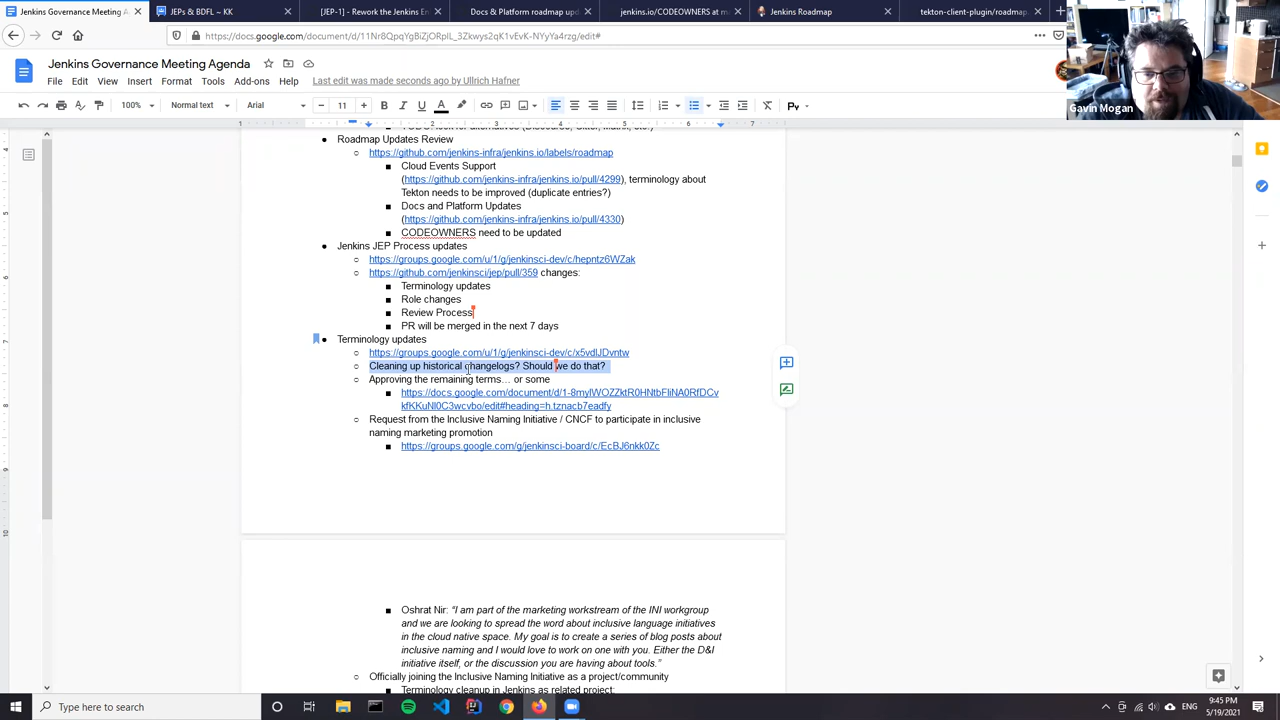 Jenkins Governance Meeting A
JEPs & BDFL ~ KK
[JEP-1] - Rework the Jenkins En
Docs & Platform roadmap upd
jenkins.io/CODEOWNERS at m
Jenkins Roadmap
tekton-client-plugin/roadmap
https://docs.google.com/document/d/11Nr8QpqYgBiZjORplL_3Zkwys2qK1vEvK-NYyYa4rzg/edit#
Jenkins Governance Meeting Agenda
File Edit View Insert Format Tools Add-ons Help Last edit was made seconds ago by Ullrich Hafner
100% Normal text Arial 11
Gavin Mogan
Roadmap Updates Review
https://github.com/jenkins-infra/jenkins.io/labels/roadmap
Cloud Events Support
(https://github.com/jenkins-infra/jenkins.io/pull/4299), terminology about
Tekton needs to be improved (duplicate entries?)
Docs and Platform Updates
(https://github.com/jenkins-infra/jenkins.io/pull/4330)
CODEOWNERS need to be updated
Jenkins JEP Process updates
https://groups.google.com/u/1/g/jenkinsci-dev/c/hepntz6WZak
https://github.com/jenkinsci/jep/pull/359 changes:
Terminology updates
Role changes
Review Process
PR will be merged in the next 7 days
Terminology updates
https://groups.google.com/u/1/g/jenkinsci-dev/c/x5vdlJDvntw
Cleaning up historical changelogs? Should we do that?
Approving the remaining terms... or some
https://docs.google.com/document/d/1-8mylWOZZktR0HNtbFIiNA0RfDCv
kfKKuNl0C3wcvbo/edit#heading=h.tznacb7eadfy
Request from the Inclusive Naming Initiative / CNCF to participate in inclusive
naming marketing promotion
https://groups.google.com/g/jenkinsci-board/c/EcBJ6nkk0Zc
Oshrat Nir: “I am part of the marketing workstream of the INI workgroup
and we are looking to spread the word about inclusive language initiatives
in the cloud native space. My goal is to create a series of blog posts about
inclusive naming and I would love to work on one with you. Either the D&I
initiative itself, or the discussion you are having about tools.”
Officially joining the Inclusive Naming Initiative as a project/community
Terminology cleanup in Jenkins as related project:
Type here to search
ENG
9:45 PM
5/19/2021